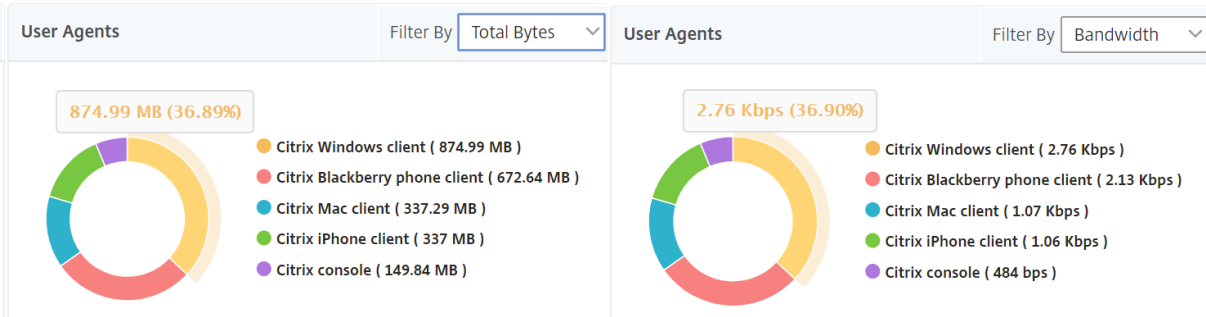 User Agents
Filter By Total Bytes
874.99 MB (36.89%)
Citrix Windows client ( 874.99 MB )
Citrix Blackberry phone client ( 672.64 MB )
Citrix Mac client ( 337.29 MB )
Citrix iPhone client ( 337 MB )
Citrix console ( 149.84 MB )
User Agents
Filter By Bandwidth
2.76 Kbps (36.90%)
Citrix Windows client ( 2.76 Kbps )
Citrix Blackberry phone client ( 2.13 Kbps )
Citrix Mac client ( 1.07 Kbps )
Citrix iPhone client ( 1.06 Kbps )
Citrix console ( 484 bps )